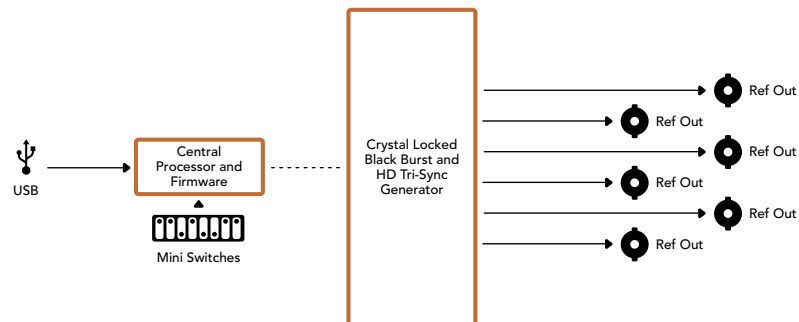 USB
Central
Processor and
Firmware
Mini Switches
Crystal Locked
Black Burst and
HD Tri-Sync
Generator
Ref Out
Ref Out
Ref Out
Ref Out
Ref Out
Ref Out